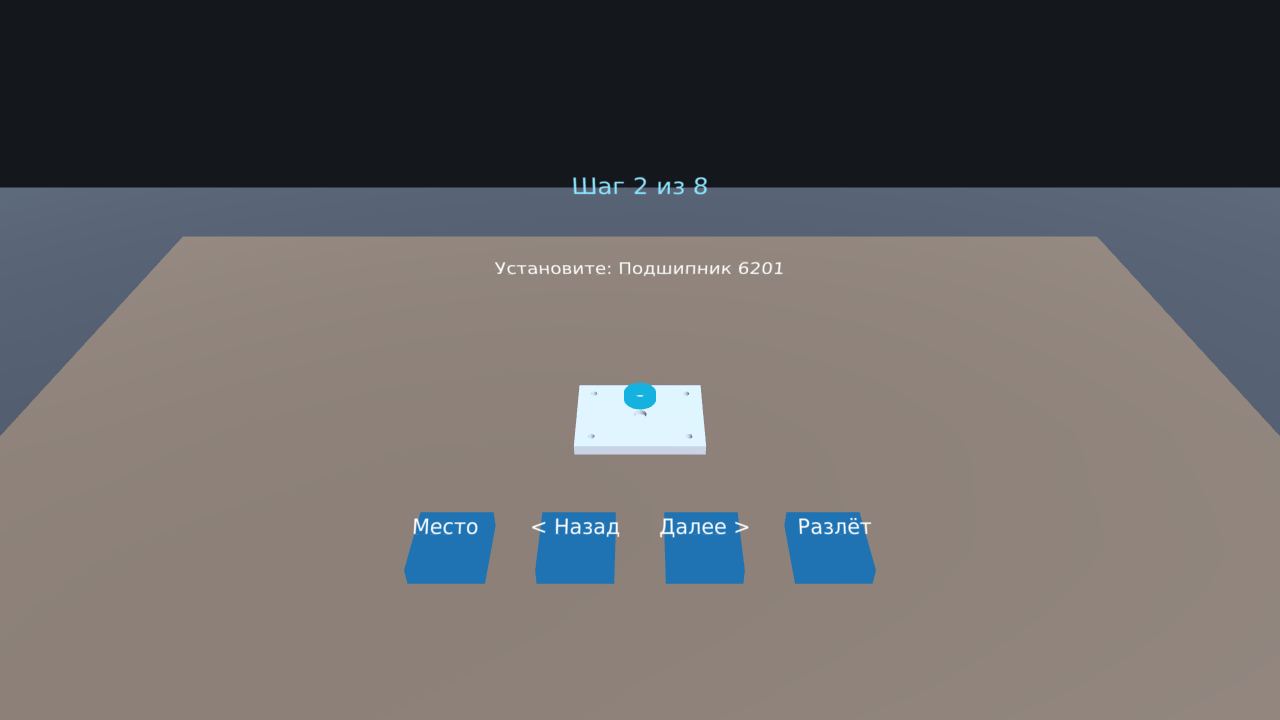 Шаг 2 из 8
Установите: Подшипник 6201
Место
< Назад
Далее >
Разлёт